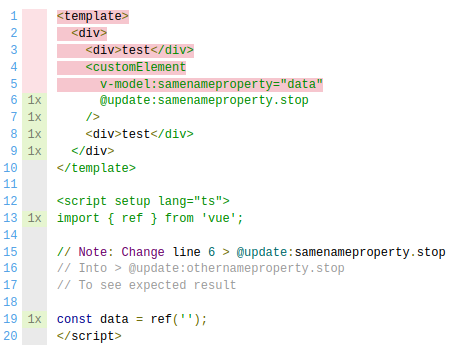 1 <template>
2 <div>
3 <div>test</div>
4 <customElement
5 v-model:samenameproperty="data"
6 1x @update:samenameproperty.stop
7 1x />
8 1x <div>test</div>
9 1x </div>
10 </template>
11
12 <script setup lang="ts">
13 1x import { ref } from 'vue';
14
15 // Note: Change line 6 > @update:samenameproperty.stop
16 // Into > @update:othernameproperty.stop
17 // To see expected result
18
19 1x const data = ref('');
20 </script>